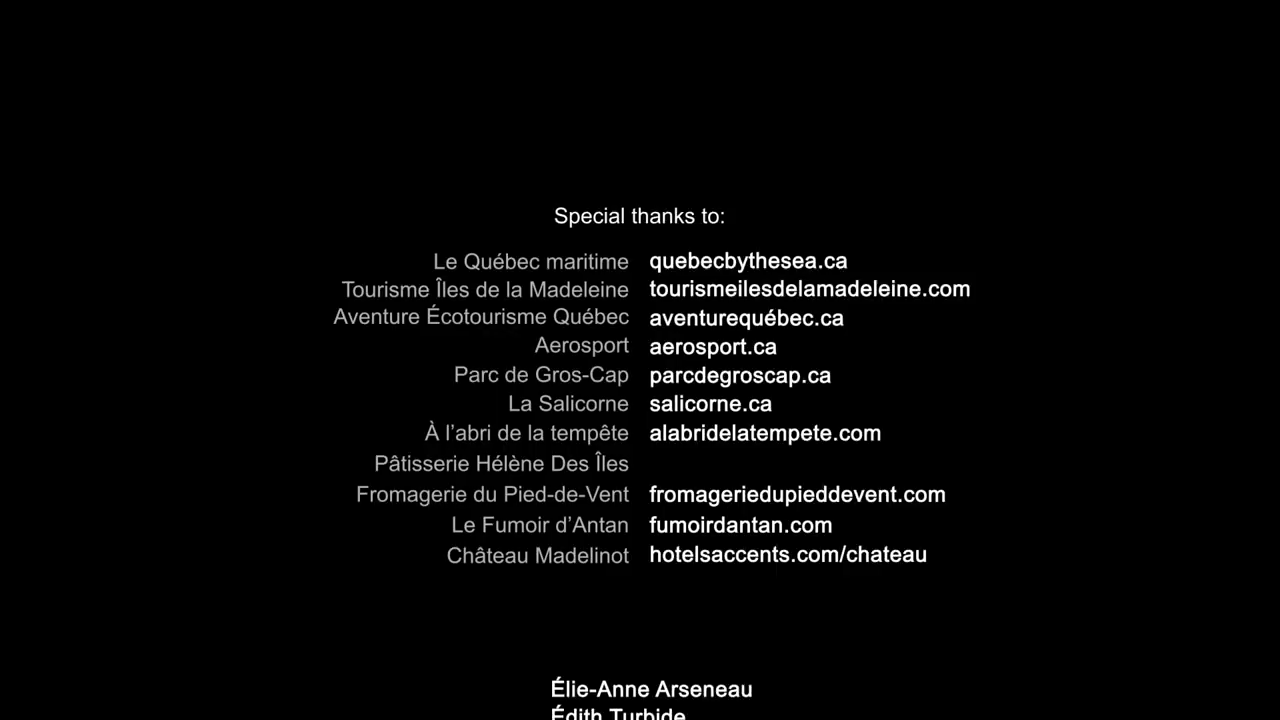 Special thanks to:
Le Québec maritime quebecbythesea.ca
Tourisme Îles de la Madeleine tourismeilesdelamadeleine.com
Aventure Écotourisme Québec aventurequébec.ca
Aerosport aerosport.ca
Parc de Gros-Cap parcdegroscap.ca
La Salicorne salicorne.ca
À l’abri de la tempête alabridelatempete.com
Pâtisserie Hélène Des Îles
Fromagerie du Pied-de-Vent fromageriedupieddevent.com
Le Fumoir d’Antan fumoirdantan.com
Château Madelinot hotelsaccents.com/chateau
Élie-Anne Arseneau
Édith Turbide